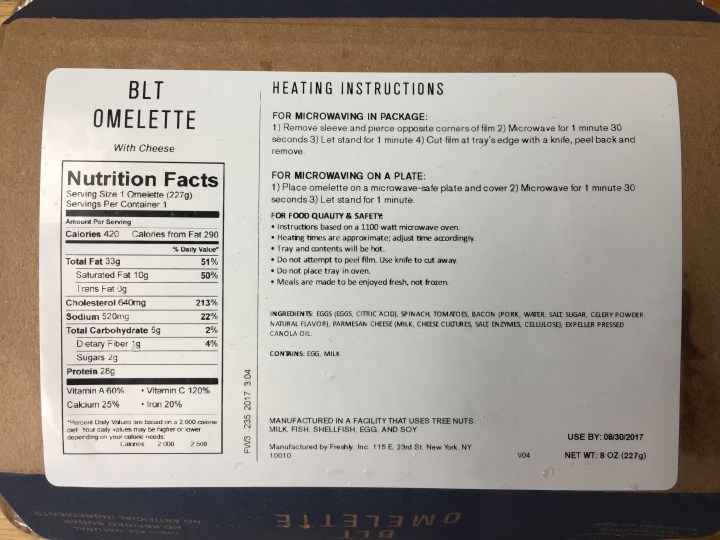 BLT
OMELETTE
With Cheese
Nutrition Facts
Serving Size 1 Omelette (227g)
Servings Per Container 1
Amount Per Serving
Calories 420 Calories from Fat 290
% Daily Value*
Total Fat 33g 51%
Saturated Fat 10g 50%
Trans Fat 0g
Cholesterol 640mg 213%
Sodium 520mg 22%
Total Carbohydrate 5g 2%
Dietary Fiber 1g 4%
Sugars 2g
Protein 28g
Vitamin A 60% • Vitamin C 120%
Calcium 25% • Iron 20%
*Percent Daily Values are based on a 2,000 calorie
diet. Your daily values may be higher or lower
depending on your calorie needs.
Calories 2 000 2 500
FW3 235 2017 3.04
HEATING INSTRUCTIONS
FOR MICROWAVING IN PACKAGE:
1) Remove sleeve and pierce opposite corners of film 2) Microwave for 1 minute 30
seconds 3) Let stand for 1 minute 4) Cut film at tray's edge with a knife, peel back and
remove.
FOR MICROWAVING ON A PLATE:
1) Place omelette on a microwave-safe plate and cover 2) Microwave for 1 minute 30
seconds 3) Let stand for 1 minute.
FOR FOOD QUALITY & SAFETY:
• Instructions based on a 1100 watt microwave oven.
• Heating times are approximate; adjust time accordingly.
• Tray and contents will be hot.
• Do not attempt to peel film. Use knife to cut away.
• Do not place tray in oven.
• Meals are made to be enjoyed fresh, not frozen.
INGREDIENTS: EGGS (EGGS, CITRIC ACID), SPINACH, TOMATOES, BACON (PORK, WATER, SALT, SUGAR, CELERY POWDER
NATURAL FLAVOR), PARMESAN CHEESE (MILK, CHEESE CULTURES, SALT, ENZYMES, CELLULOSE), EXPELLER PRESSED
CANOLA OIL.
CONTAINS: EGG, MILK
MANUFACTURED IN A FACILITY THAT USES TREE NUTS
MILK, FISH, SHELLFISH, EGG, AND SOY
Manufactured by Freshly, Inc. 115 E. 23rd St. New York, NY
10010
V.04
USE BY: 08/30/2017
NET WT: 8 OZ (227g)
BLT
OMELETTE
NO REFINED SUGAR
NO ARTIFICIAL INGREDIENTS